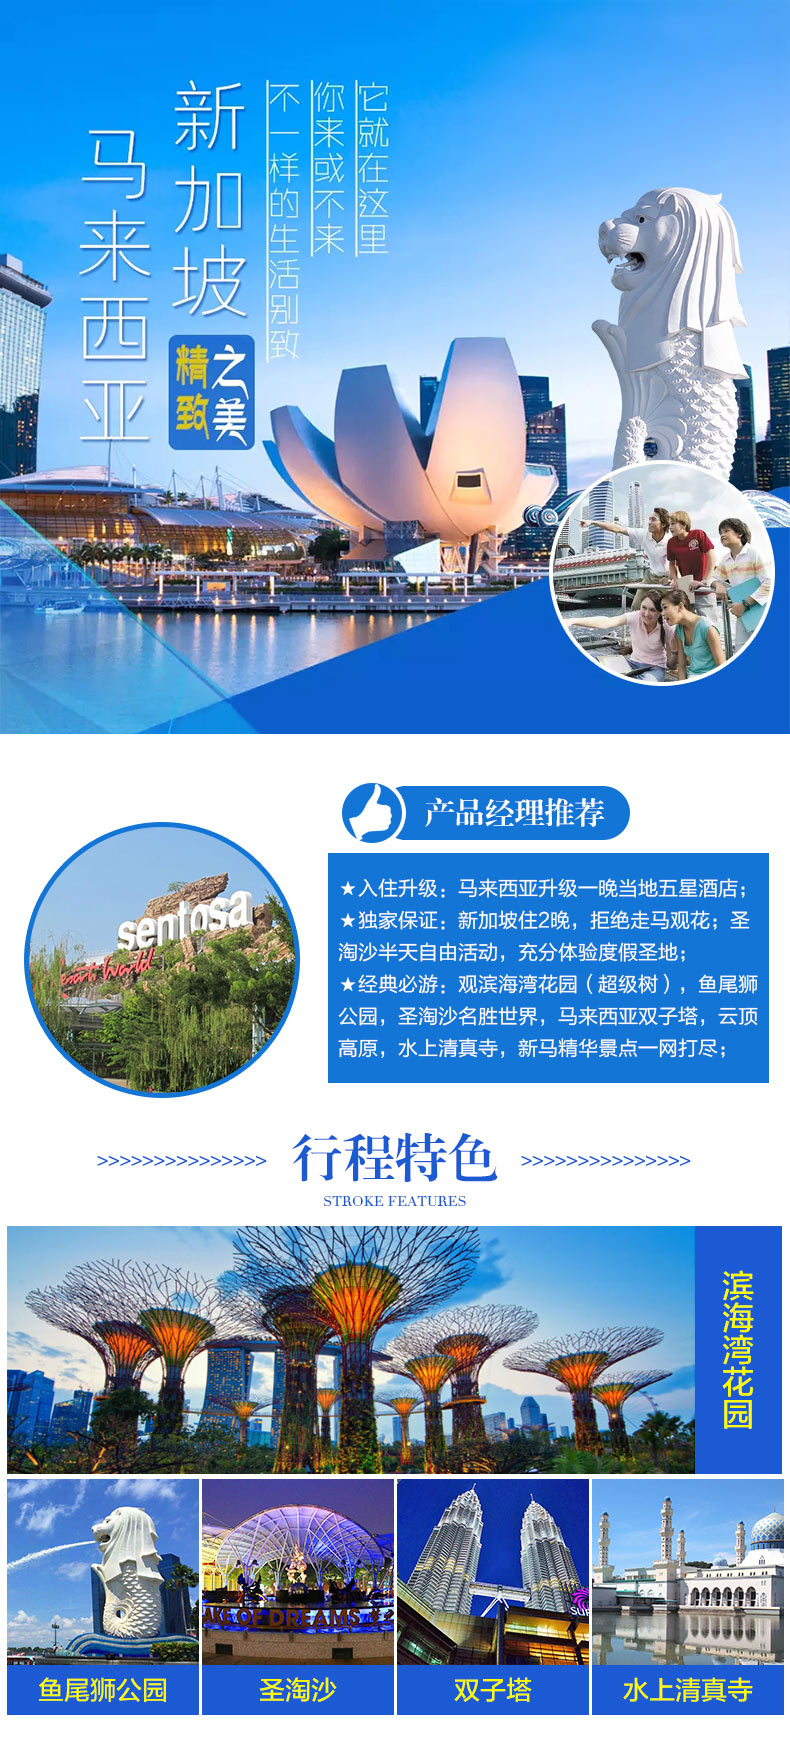 它就在这里
你来或不来
不一样的生活别致
新加坡
马来西亚
精致
之美
产品经理推荐
★入住升级：马来西亚升级一晚当地五星酒店；
★独家保证：新加坡住2晚，拒绝走马观花；圣
淘沙半天自由活动，充分体验度假圣地；
★经典必游：观滨海湾花园（超级树），鱼尾狮
公园，圣淘沙名胜世界，马来西亚双子塔，云顶
高原，水上清真寺，新马精华景点一网打尽；
sentosa
Resorts World
>>>>>>>>>>>>>>> 行程特色 >>>>>>>>>>>>>>>
STROKE FEATURES
滨海湾花园
AKE OF DREAMS
SUR
鱼尾狮公园
圣淘沙
双子塔
水上清真寺